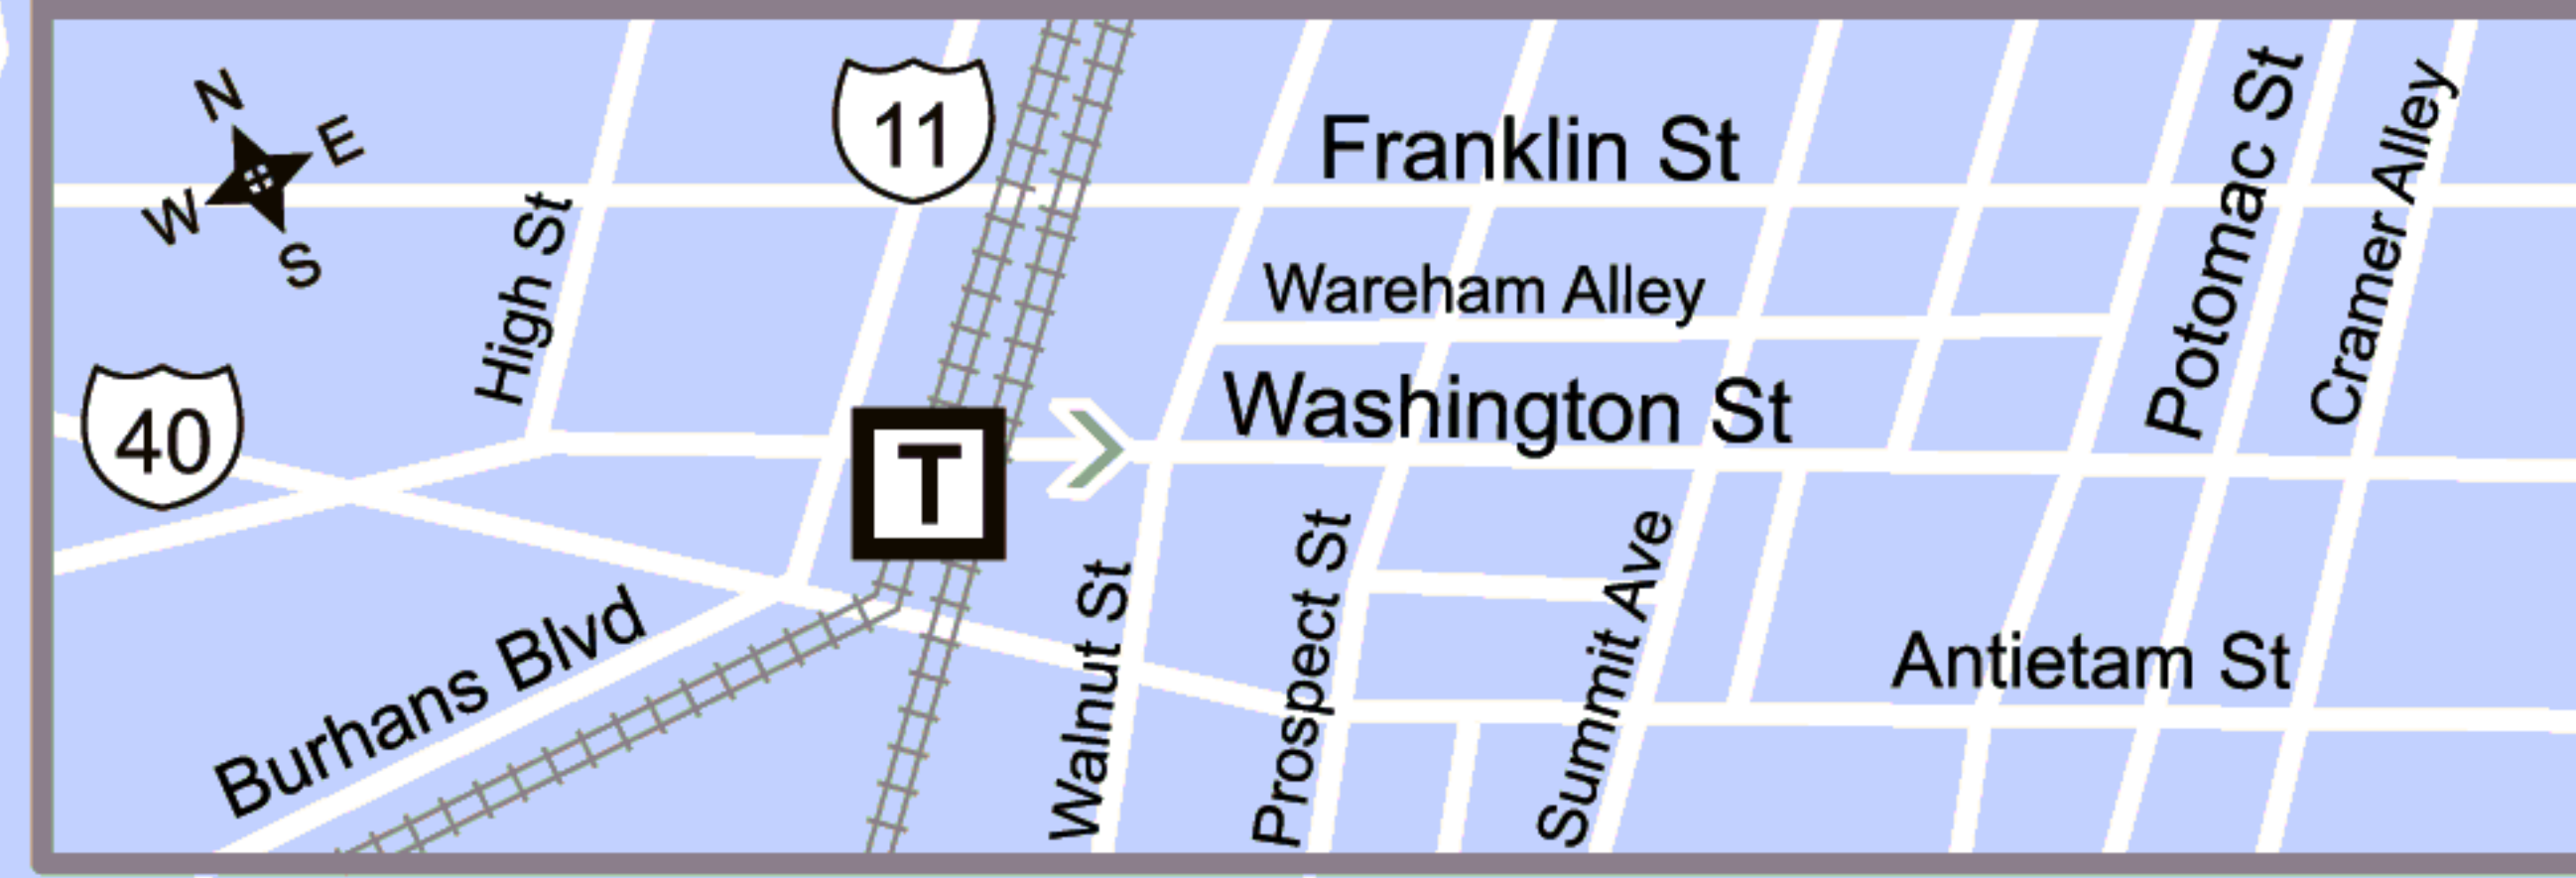 N
E
W
S
11
Franklin St
High St
Wareham Alley
Potomac St
Cramer Alley
40
Washington St
T
Burhans Blvd
Walnut St
Prospect St
Summit Ave
Antietam St